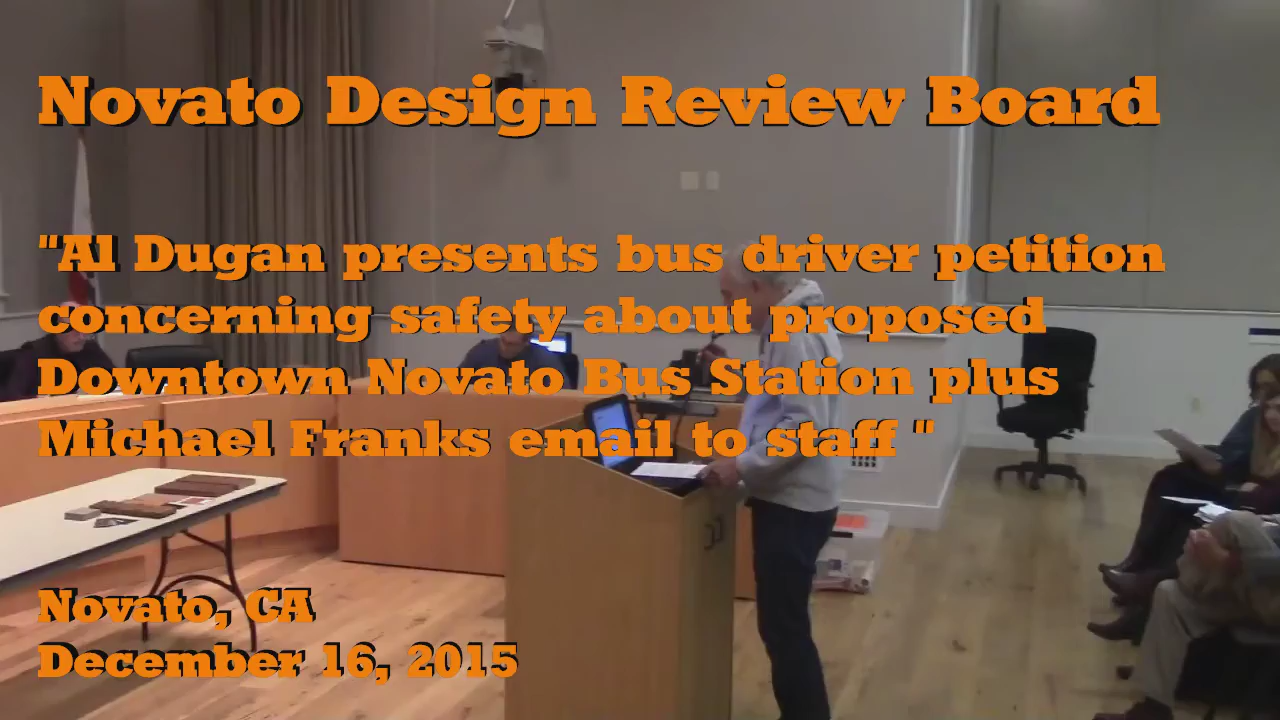 Novato Design Review Board
"Al Dugan presents bus driver petition
concerning safety about proposed
Downtown Novato Bus Station plus
Michael Franks email to staff "
Novato, CA
December 16, 2015